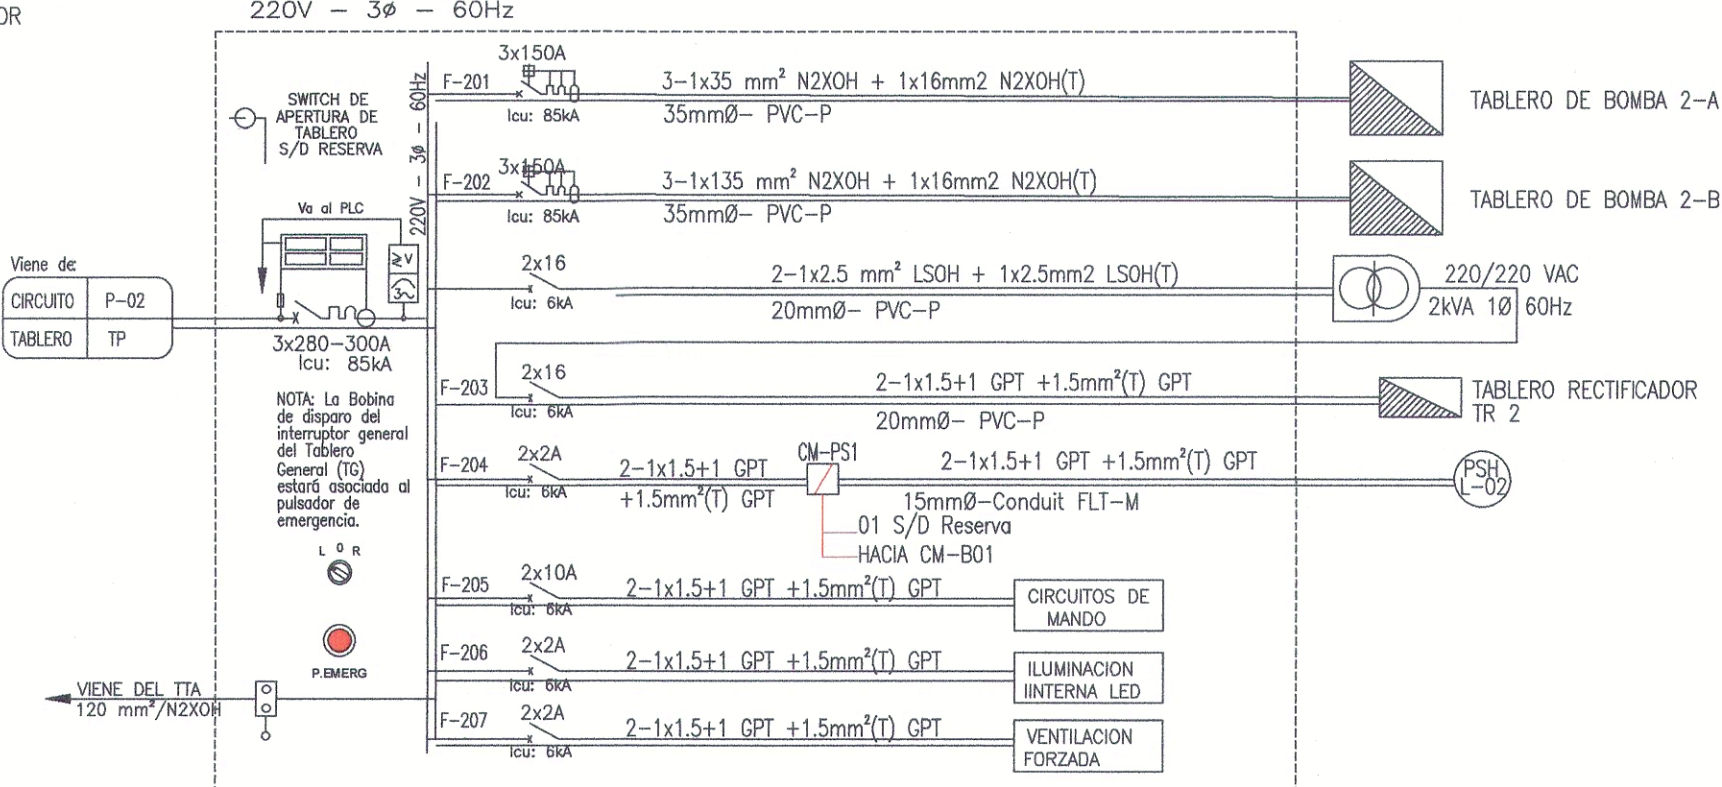 OR
220V - 3ø - 60Hz
SWITCH DE
APERTURA DE
TABLERO
S/D RESERVA
220V - 3ø - 60Hz
Va al PLC
≥V
3~
Viene de:
CIRCUITO P-02
TABLERO TP
3x280-300A
Icu: 85kA
NOTA: La Bobina
de disparo del
interruptor general
del Tablero
General (TG)
estará asociada al
pulsador de
emergencia.
L O R
P.EMERG
VIENE DEL TTA
120 mm²/N2XOH
F-201
3x150A
Icu: 85kA
3-1x35 mm² N2XOH + 1x16mm2 N2XOH(T)
35mmØ- PVC-P
TABLERO DE BOMBA 2-A
F-202
3x150A
Icu: 85kA
3-1x135 mm² N2XOH + 1x16mm2 N2XOH(T)
35mmØ- PVC-P
TABLERO DE BOMBA 2-B
2x16
Icu: 6kA
2-1x2.5 mm² LSOH + 1x2.5mm2 LSOH(T)
20mmØ- PVC-P
220/220 VAC
2kVA 1Ø 60Hz
F-203
2x16
Icu: 6kA
2-1x1.5+1 GPT +1.5mm²(T) GPT
20mmØ- PVC-P
TABLERO RECTIFICADOR
TR 2
F-204
2x2A
Icu: 6kA
2-1x1.5+1 GPT
+1.5mm²(T) GPT
CM-PS1
2-1x1.5+1 GPT +1.5mm²(T) GPT
15mmØ-Conduit FLT-M
PSH
L-02
01 S/D Reserva
HACIA CM-B01
F-205
2x10A
Icu: 6kA
2-1x1.5+1 GPT +1.5mm²(T) GPT
CIRCUITOS DE
MANDO
F-206
2x2A
Icu: 6kA
2-1x1.5+1 GPT +1.5mm²(T) GPT
ILUMINACION
IINTERNA LED
F-207
2x2A
Icu: 6kA
2-1x1.5+1 GPT +1.5mm²(T) GPT
VENTILACION
FORZADA